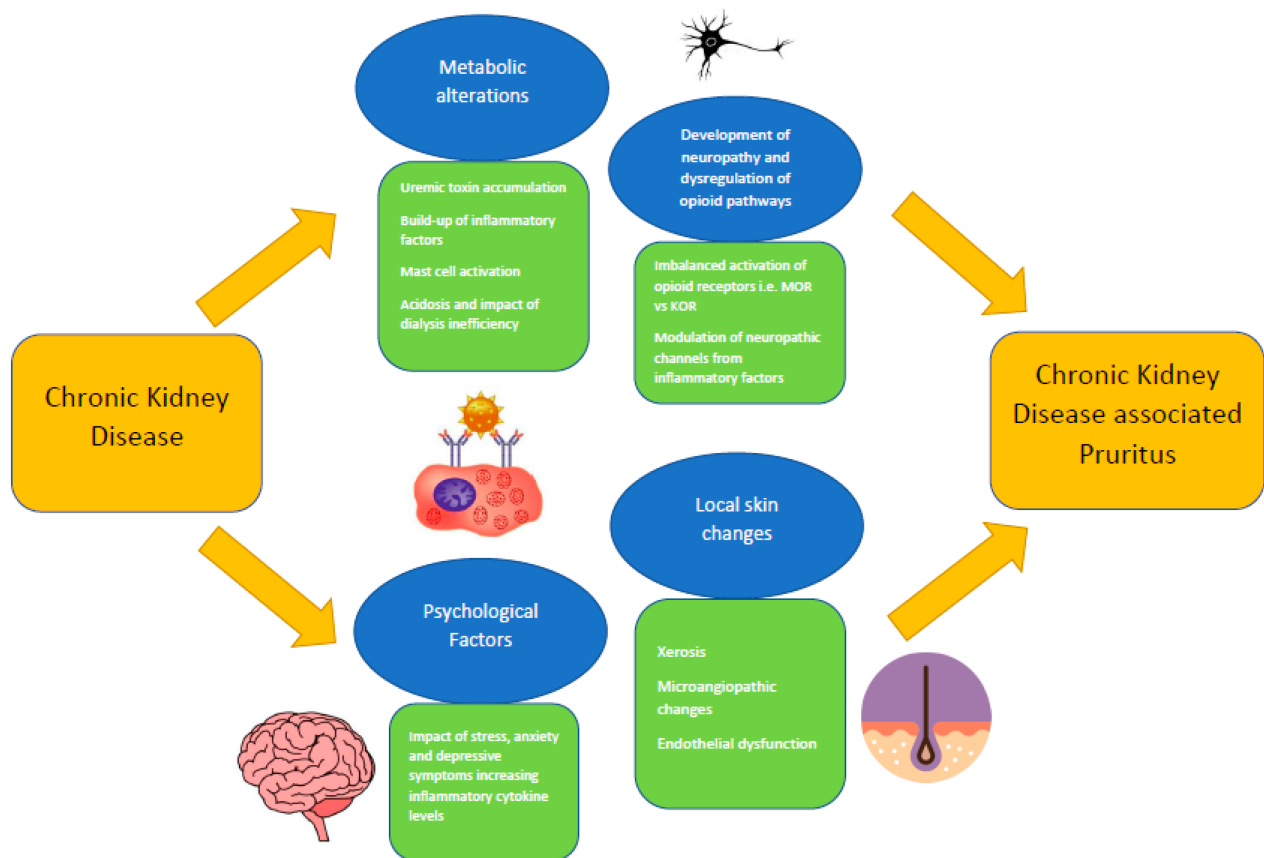 Chronic Kidney
Disease
Metabolic
alterations
Uremic toxin accumulation
Build-up of inflammatory
factors
Mast cell activation
Acidosis and impact of
dialysis inefficiency
Psychological
Factors
Impact of stress, anxiety
and depressive
symptoms increasing
inflammatory cytokine
levels
Development of
neuropathy and
dysregulation of
opioid pathways
Imbalanced activation of
opioid receptors i.e. MOR
vs KOR
Modulation of neuropathic
channels from
inflammatory factors
Local skin
changes
Xerosis
Microangiopathic
changes
Endothelial dysfunction
Chronic Kidney
Disease associated
Pruritus